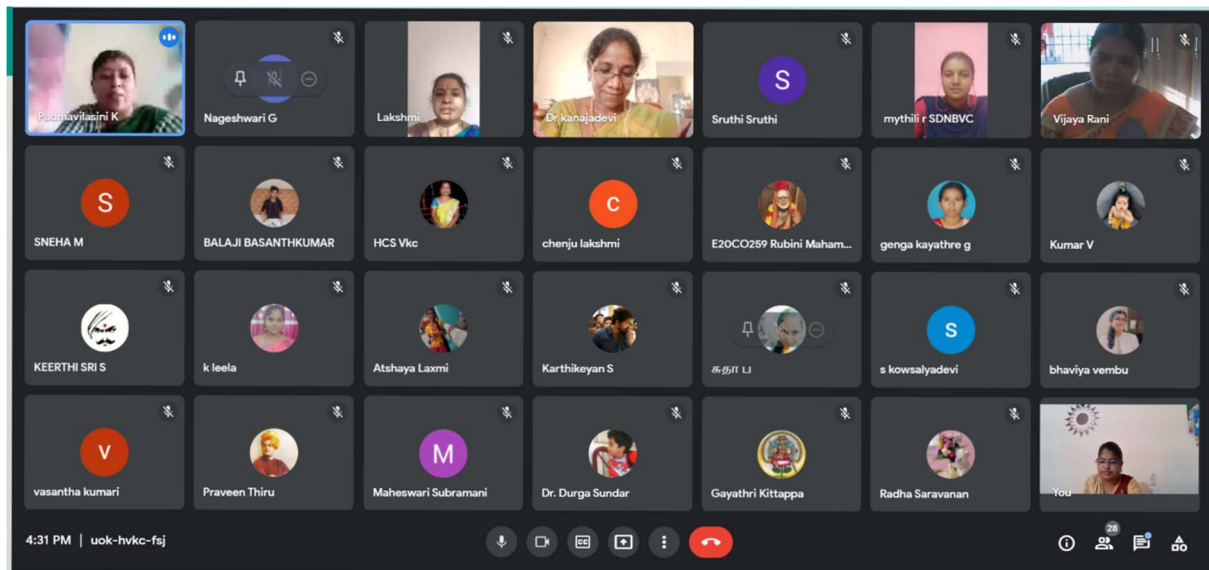 Padmavilasini K
Nageshwari G
Lakshmi
Dr kanajadevi
S
Sruthi Sruthi
mythili r SDNBVC
Vijaya Rani
S
SNEHA M
BALAJI BASANTHKUMAR
HCS Vkc
c
chenju lakshmi
E20CO259 Rubini Maham...
genga kayathre g
Kumar V
KEERTHI SRI S
k leela
Atshaya Laxmi
Karthikeyan S
சுதா ப
s
s kowsalyadevi
bhaviya vembu
v
vasantha kumari
Praveen Thiru
M
Maheswari Subramani
Dr. Durga Sundar
Gayathri Kittappa
Radha Saravanan
You
4:31 PM | uok-hvkc-fsj
CC
28